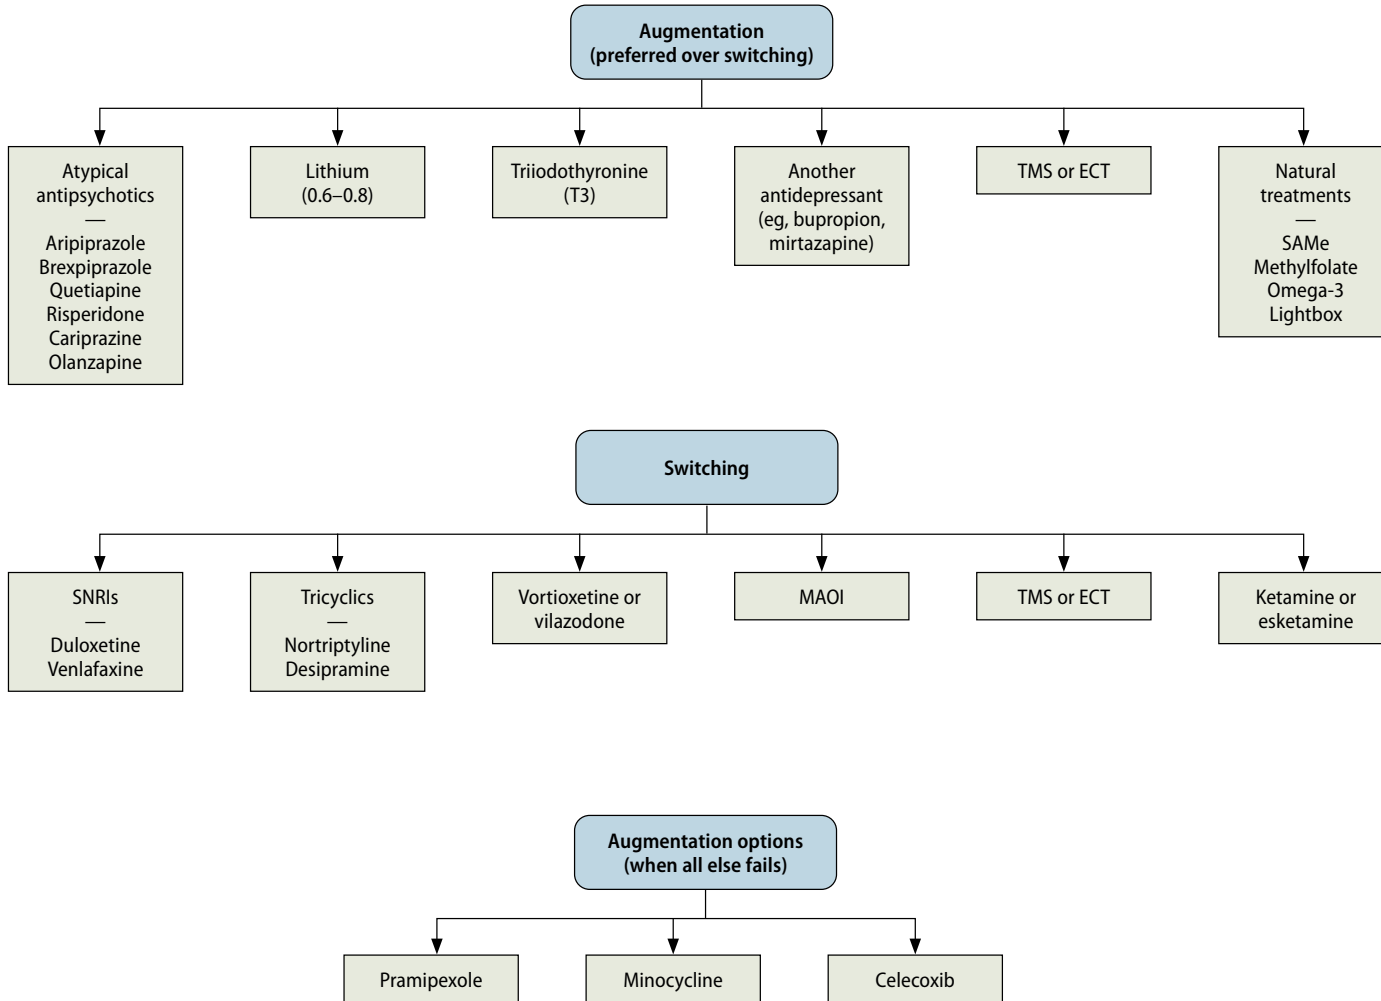 Augmentation
(preferred over switching)
Atypical
antipsychotics
—
Aripiprazole
Brexpiprazole
Quetiapine
Risperidone
Cariprazine
Olanzapine
Lithium
(0.6–0.8)
Triiodothyronine
(T3)
Another
antidepressant
(eg, bupropion,
mirtazapine)
TMS or ECT
Natural
treatments
—
SAMe
Methylfolate
Omega-3
Lightbox
Switching
SNRIs
—
Duloxetine
Venlafaxine
Tricyclics
—
Nortriptyline
Desipramine
Vortioxetine or
vilazodone
MAOI
TMS or ECT
Ketamine or
esketamine
Augmentation options
(when all else fails)
Pramipexole
Minocycline
Celecoxib